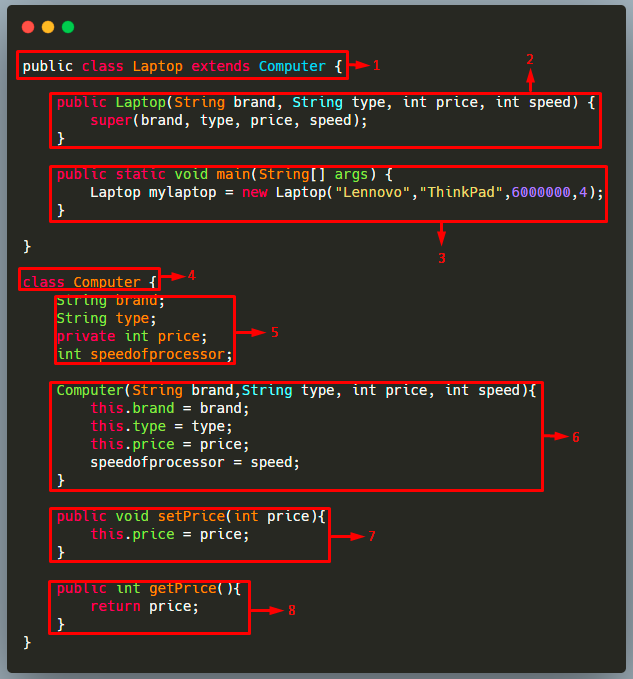 public class Laptop extends Computer {
1
2
public Laptop(String brand, String type, int price, int speed) {
super(brand, type, price, speed);
}
public static void main(String[] args) {
Laptop mylaptop = new Laptop("Lennovo","ThinkPad",6000000,4);
}
3
}
class Computer {
4
String brand;
String type;
private int price;
int speedofprocessor;
5
Computer(String brand,String type, int price, int speed){
this.brand = brand;
this.type = type;
this.price = price;
speedofprocessor = speed;
}
6
public void setPrice(int price){
this.price = price;
}
7
public int getPrice(){
return price;
}
8
}